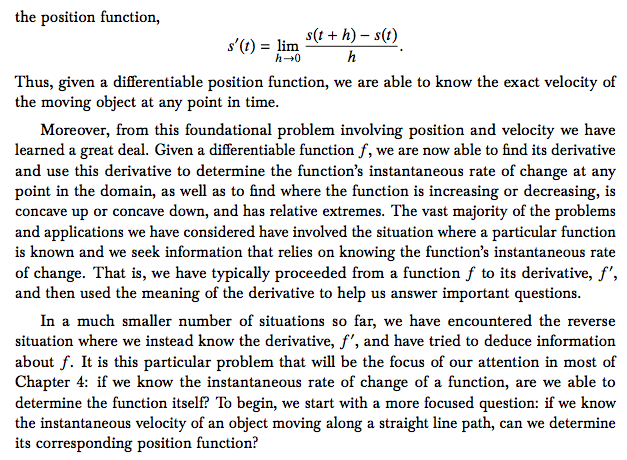 the position function,
s′(t) = lim h→0 s(t + h) − s(t) / h .
Thus, given a differentiable position function, we are able to know the exact velocity of
the moving object at any point in time.
Moreover, from this foundational problem involving position and velocity we have
learned a great deal. Given a differentiable function f, we are now able to find its derivative
and use this derivative to determine the function's instantaneous rate of change at any
point in the domain, as well as to find where the function is increasing or decreasing, is
concave up or concave down, and has relative extremes. The vast majority of the problems
and applications we have considered have involved the situation where a particular function
is known and we seek information that relies on knowing the function's instantaneous rate
of change. That is, we have typically proceeded from a function f to its derivative, f′,
and then used the meaning of the derivative to help us answer important questions.
In a much smaller number of situations so far, we have encountered the reverse
situation where we instead know the derivative, f′, and have tried to deduce information
about f. It is this particular problem that will be the focus of our attention in most of
Chapter 4: if we know the instantaneous rate of change of a function, are we able to
determine the function itself? To begin, we start with a more focused question: if we know
the instantaneous velocity of an object moving along a straight line path, can we determine
its corresponding position function?